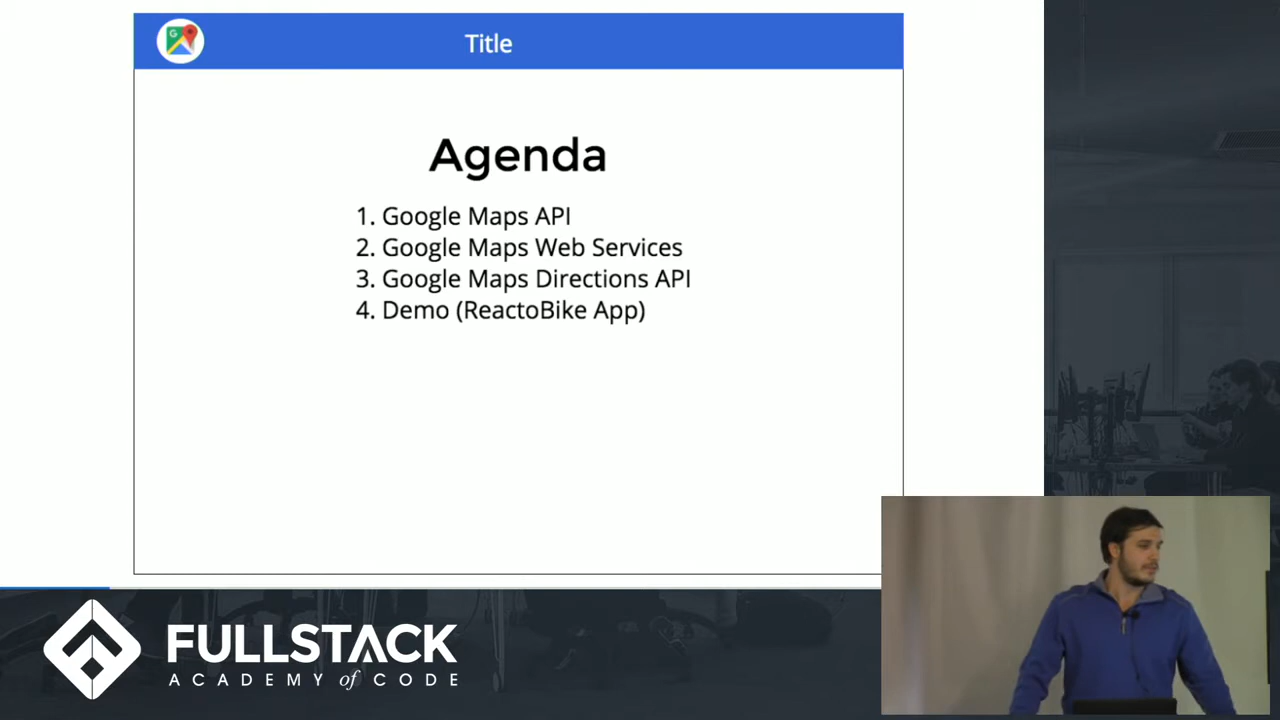 Title
Agenda
1. Google Maps API
2. Google Maps Web Services
3. Google Maps Directions API
4. Demo (ReactoBike App)
FULLSTACK
ACADEMY of CODE